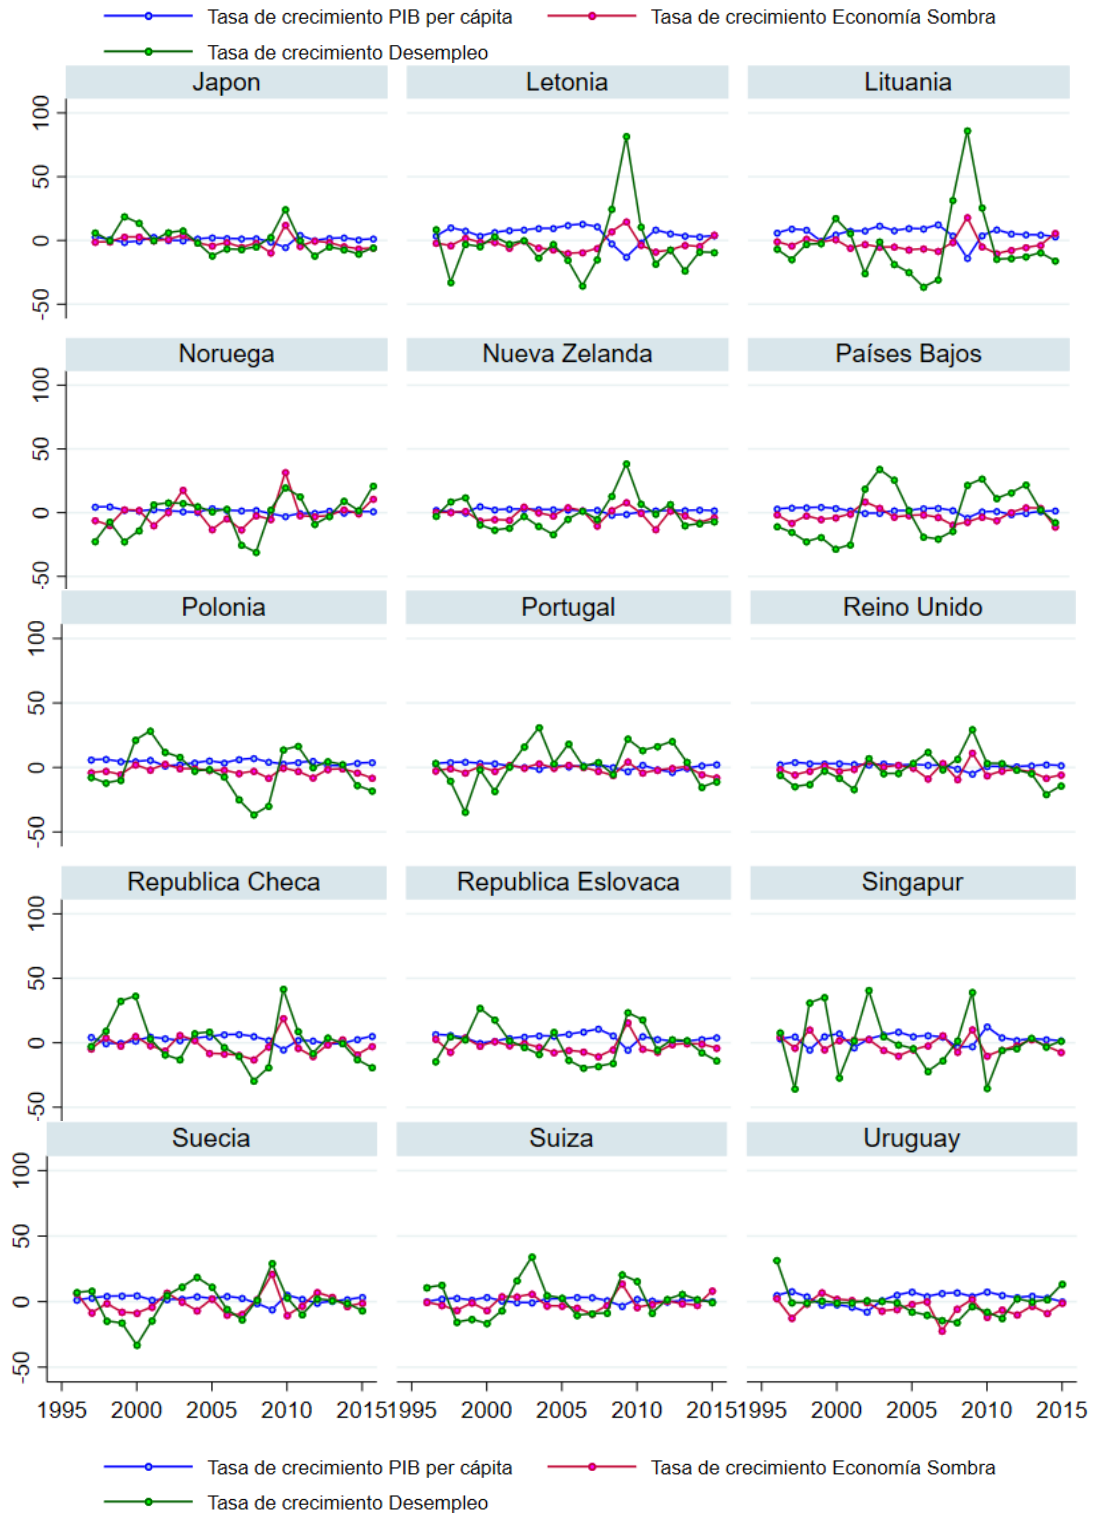 Tasa de crecimiento PIB per cápita Tasa de crecimiento Economía Sombra
Tasa de crecimiento Desempleo
Japon Letonia Lituania
100
50
0
-50
Noruega Nueva Zelanda Países Bajos
100
50
0
-50
Polonia Portugal Reino Unido
100
50
0
-50
Republica Checa Republica Eslovaca Singapur
100
50
0
-50
Suecia Suiza Uruguay
100
50
0
-50
1995 2000 2005 2010 2015 1995 2000 2005 2010 2015 1995 2000 2005 2010 2015
Tasa de crecimiento PIB per cápita Tasa de crecimiento Economía Sombra
Tasa de crecimiento Desempleo